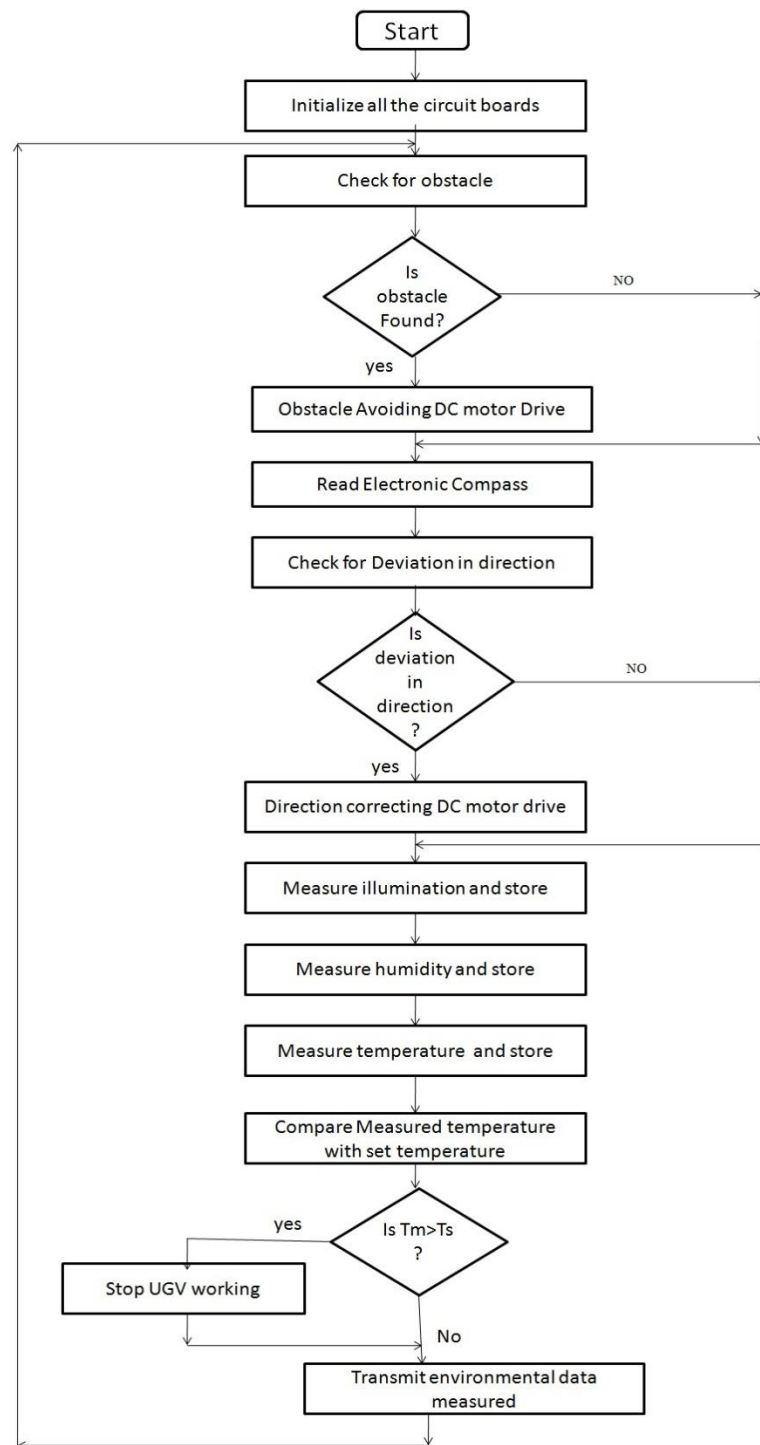 Start
Initialize all the circuit boards
Check for obstacle
Is
obstacle
Found?
NO
yes
Obstacle Avoiding DC motor Drive
Read Electronic Compass
Check for Deviation in direction
Is
deviation
in
direction
?
NO
yes
Direction correcting DC motor drive
Measure illumination and store
Measure humidity and store
Measure temperature and store
Compare Measured temperature
with set temperature
yes
Is Tm>Ts
?
Stop UGV working
No
Transmit environmental data
measured